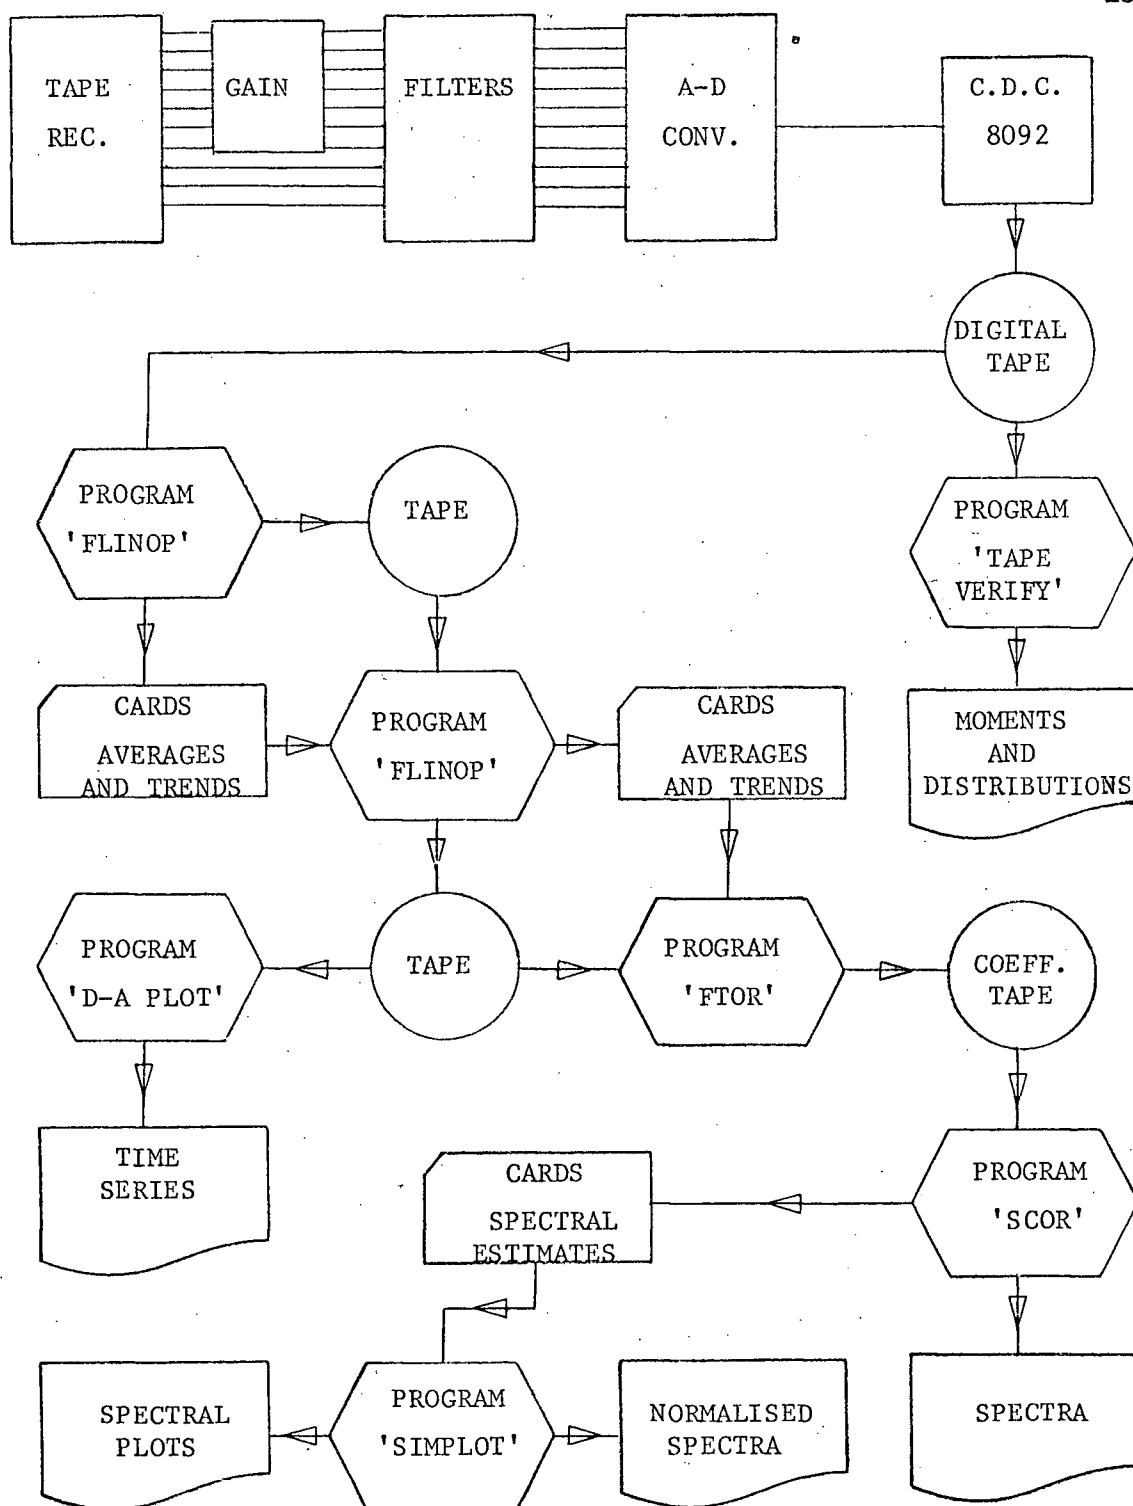 TAPE
REC.
GAIN
FILTERS
A-D
CONV.
C.D.C.
8092
DIGITAL
TAPE
PROGRAM
'FLINOP'
TAPE
PROGRAM
'TAPE
VERIFY'
CARDS
AVERAGES
AND TRENDS
PROGRAM
'FLINOP'
CARDS
AVERAGES
AND TRENDS
MOMENTS
AND
DISTRIBUTIONS
PROGRAM
'D-A PLOT'
TAPE
PROGRAM
'FTOR'
COEFF.
TAPE
TIME
SERIES
CARDS
SPECTRAL
ESTIMATES
PROGRAM
'SCOR'
SPECTRAL
PLOTS
PROGRAM
'SIMPLOT'
NORMALISED
SPECTRA
SPECTRA